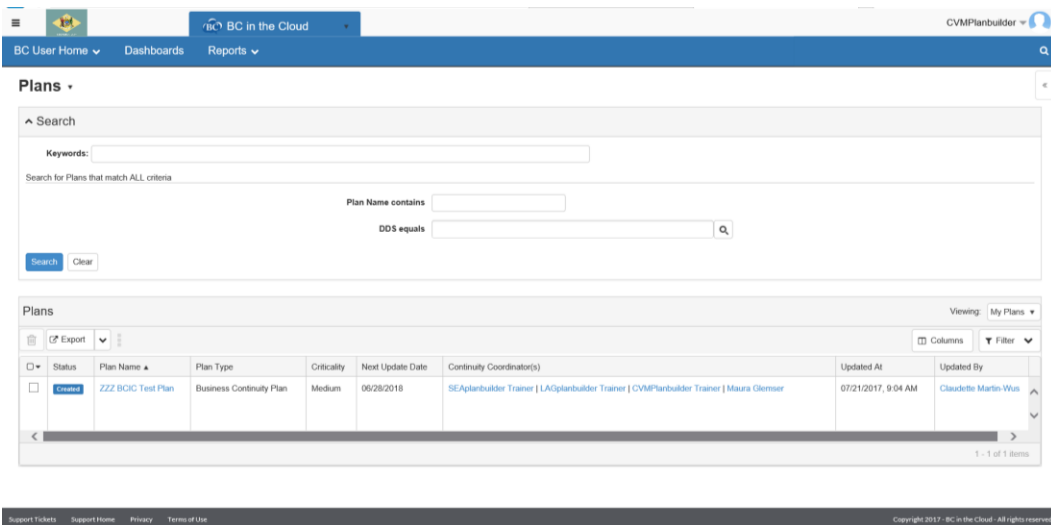 BC in the Cloud
CVMPlanbuilder
BC User Home Dashboards Reports
Plans
Search
Keywords:
Search for Plans that match ALL criteria
Plan Name contains
DDS equals
Search Clear
Plans Viewing: My Plans
Export Columns Filter
Status Plan Name Plan Type Criticality Next Update Date Continuity Coordinator(s) Updated At Updated By
Created ZZZ BCIC Test Plan Business Continuity Plan Medium 06/28/2018 SEAplanbuilder Trainer | LAGplanbuilder Trainer | CVMPlanbuilder Trainer | Maura Glemser 07/21/2017, 9:04 AM Claudette Martin-Wus
1 - 1 of 1 items
Support Tickets Support Home Privacy Terms of Use Copyright 2017 - BC in the Cloud - All rights reserved